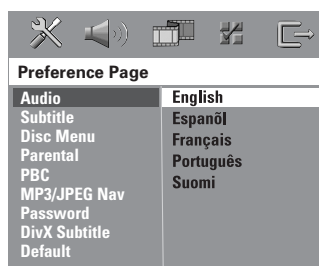 Preference Page
Audio
Subtitle
Disc Menu
Parental
PBC
MP3/JPEG Nav
Password
DivX Subtitle
Default
English
Espanõl
Français
Português
Suomi